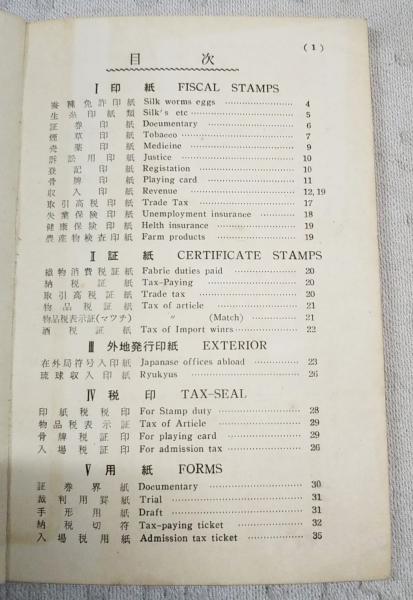 (1)
目次
Ⅰ 印紙 FISCAL STAMPS
蚕種免許印紙 Silk worms eggs 4
生糸印紙類 Silk's etc 5
証券印紙 Documentary 6
煙草印紙 Tobaceo 7
売薬印紙 Medicine 9
訴訟用印紙 Justice 10
登記印紙 Registation 10
骨牌印紙 Playing card 11
収入印紙 Revenue 12,19
取引高税印紙 Trade Tax 17
失業保険印紙 Unemployment insurance 18
健康保険印紙 Helth insurance 19
農産物検査印紙 Farm products 19
Ⅱ 証紙 CERTIFICATE STAMPS
織物消費税証紙 Fabric duties paid 20
納税証紙 Tax-Paying 20
取引高税証紙 Trade tax 20
物品税証紙 Tax of article 21
物品税表示証(マツチ) 〃 (Match) 21
酒税証紙 Tax of Import winrs 22
Ⅲ 外地発行印紙 EXTERIOR
在外局符号入印紙 Japanase offices abload 23
琉球収入印紙 Ryukyus 26
Ⅳ 税印 TAX-SEAL
印紙税税印 For Stamp duty 28
物品税表示証 Tax of Article 29
骨牌税証印 For playing card 29
入場税証印 For admission tax 26
Ⅴ 用紙 FORMS
証券界紙 Documentary 30
裁判用罫紙 Trial 31
手形用紙 Draft 31
納税切符 Tax-paying ticket 32
入場税用紙 Admission tax ticket 35